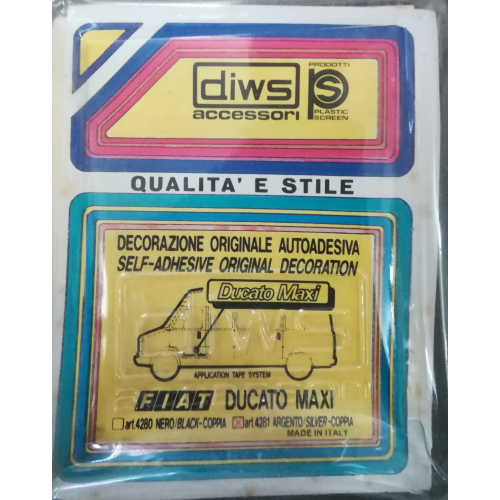 diws
accessori
PRODOTTI
PS
PLASTIC
SCREEN
QUALITA' E STILE
DECORAZIONE ORIGINALE AUTOADESIVA
SELF-ADHESIVE ORIGINAL DECORATION
Ducato Maxi
APPLICATION TAPE SYSTEM
FIAT DUCATO MAXI
art.4280 NERO/BLACK-COPPIA art.4281 ARGENTO/SILVER-COPPIA
MADE IN ITALY